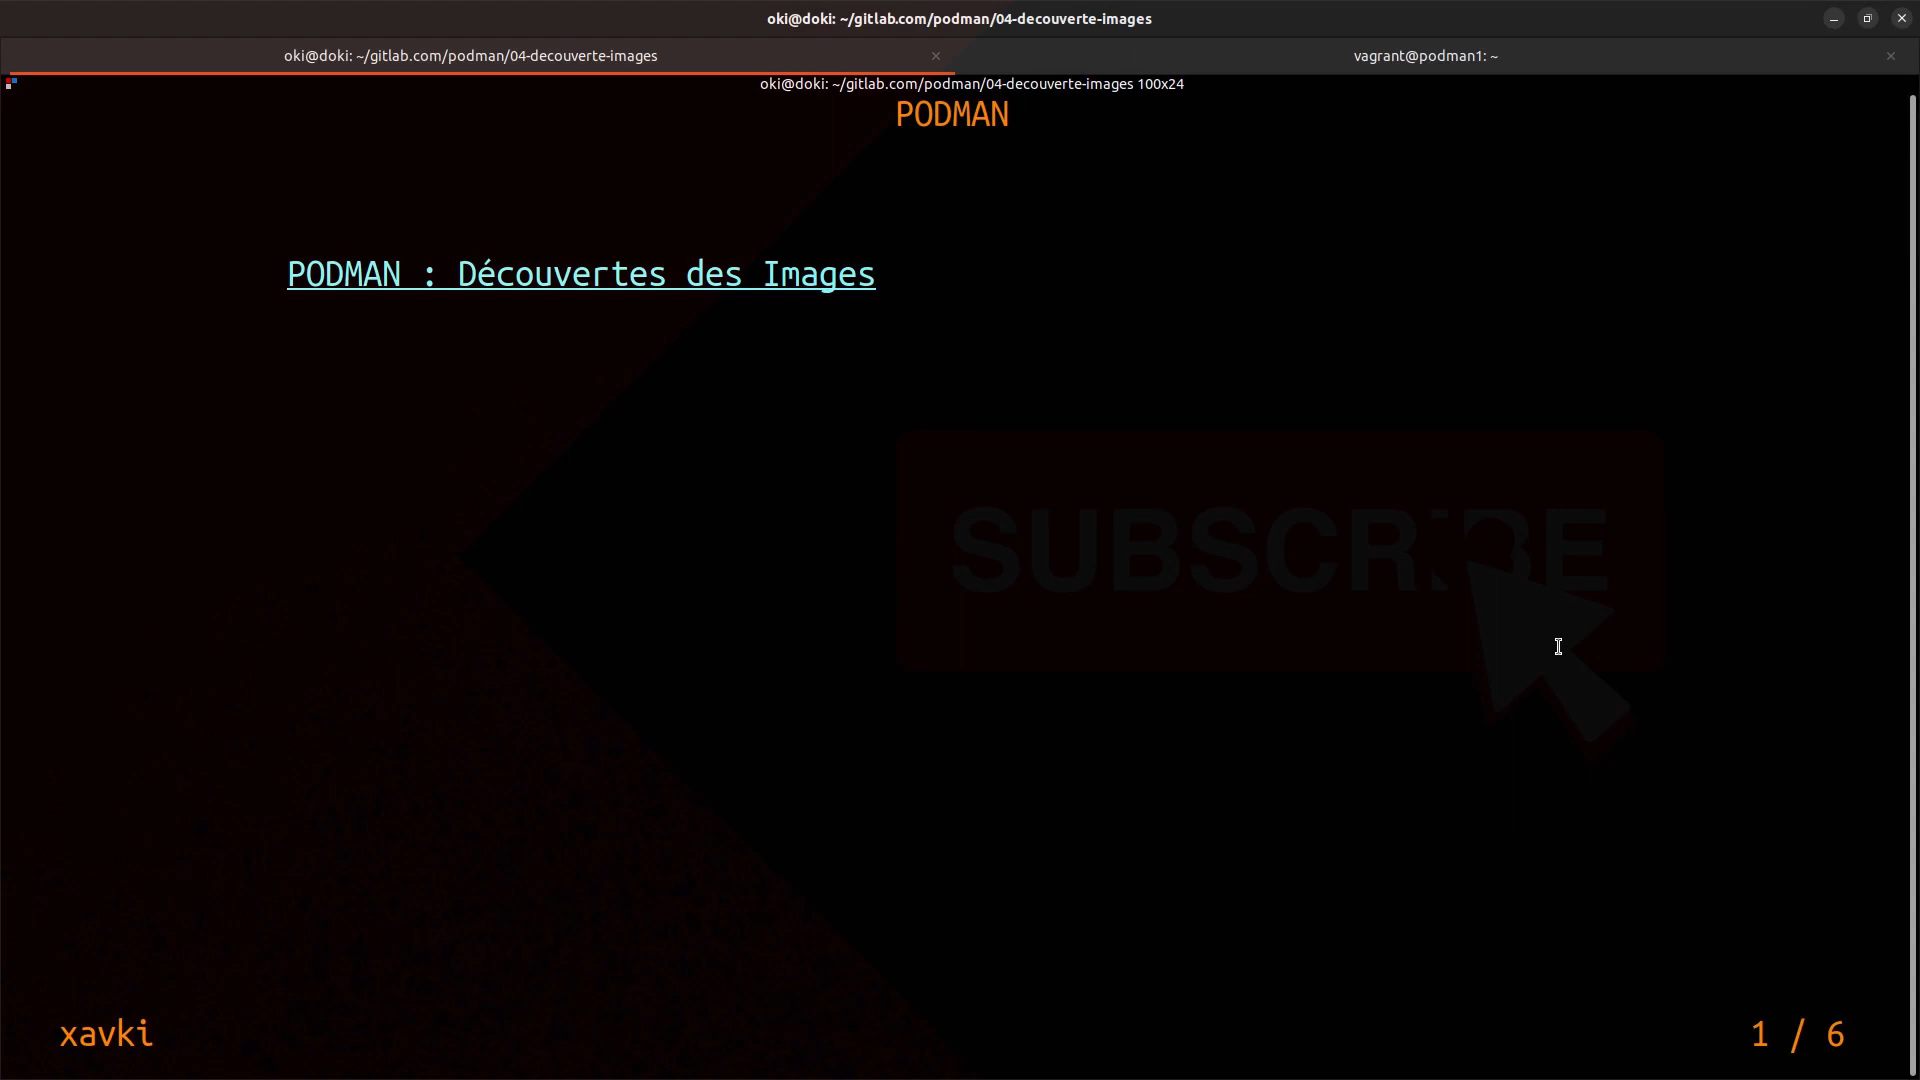 oki@doki: ~/gitlab.com/podman/04-decouverte-images
oki@doki: ~/gitlab.com/podman/04-decouverte-images
vagrant@podman1: ~
oki@doki: ~/gitlab.com/podman/04-decouverte-images 100x24
PODMAN
PODMAN : Découvertes des Images
SUBSCRIBE
xavki
1 / 6